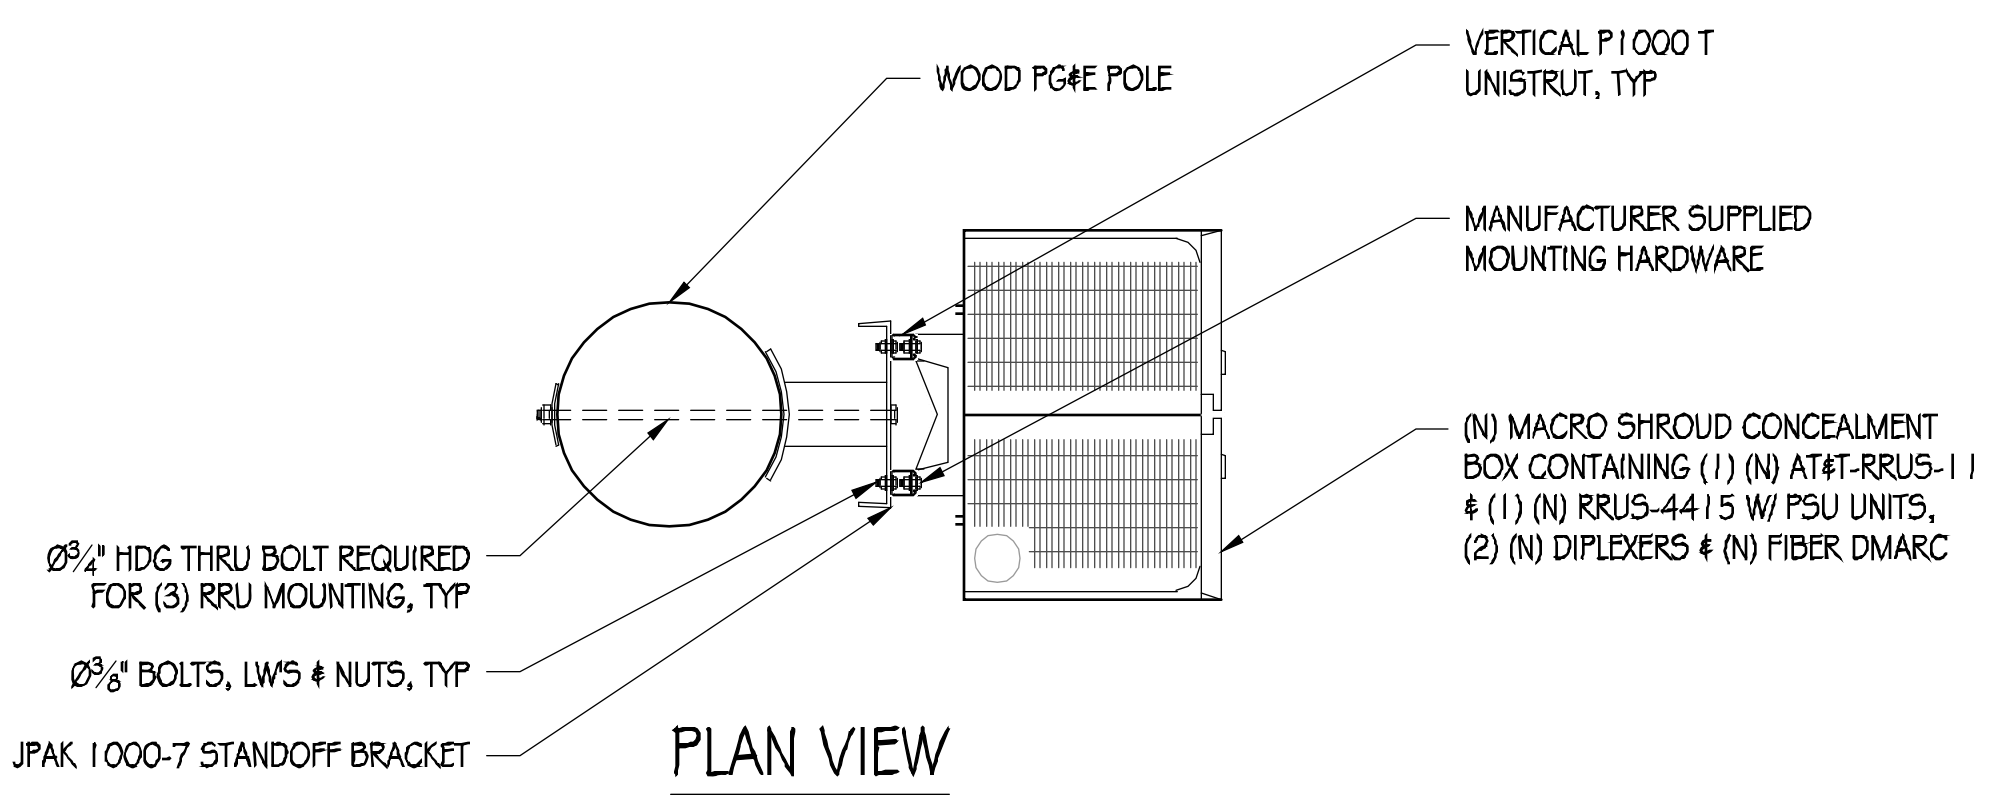 WOOD PG&E POLE
VERTICAL P1000 T
UNISTRUT, TYP
MANUFACTURER SUPPLIED
MOUNTING HARDWARE
(N) MACRO SHROUD CONCEALMENT
BOX CONTAINING (1) (N) AT&T-RRUS-11
& (1) (N) RRUS-4415 W/ PSU UNITS,
(2) (N) DIPLEXERS & (N) FIBER DMARC
Ø3/4" HDG THRU BOLT REQUIRED
FOR (3) RRU MOUNTING, TYP
Ø3/8" BOLTS, LW'S & NUTS, TYP
JPAK 1000-7 STANDOFF BRACKET
PLAN VIEW